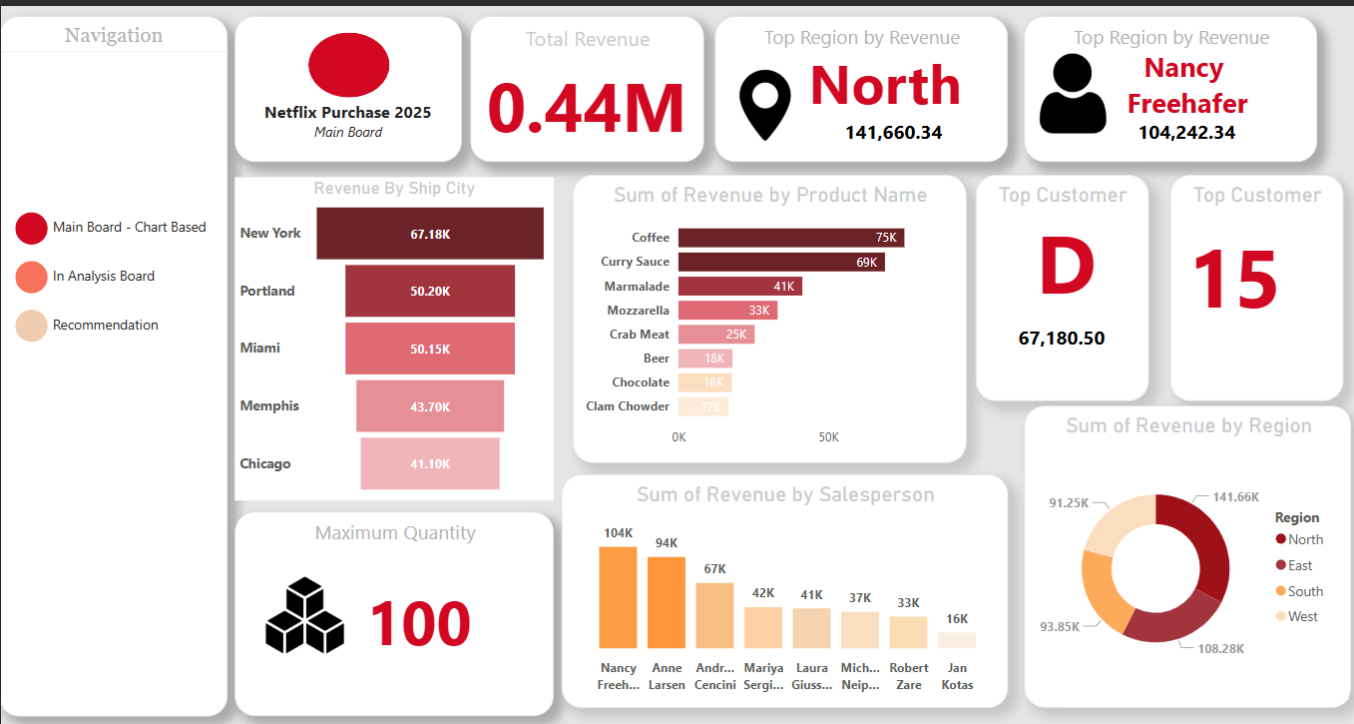 Navigation
Main Board - Chart Based
In Analysis Board
Recommendation
Netflix Purchase 2025
Main Board
Total Revenue
0.44M
Top Region by Revenue
North
141,660.34
Top Region by Revenue
Nancy
Freehafer
104,242.34
Revenue By Ship City
New York 67.18K
Portland 50.20K
Miami 50.15K
Memphis 43.70K
Chicago 41.10K
Sum of Revenue by Product Name
Coffee 75K
Curry Sauce 69K
Marmalade 41K
Mozzarella 33K
Crab Meat 25K
Beer 18K
Chocolate 18K
Clam Chowder 17K
0K 50K
Top Customer
D
67,180.50
Top Customer
15
Maximum Quantity
100
Sum of Revenue by Salesperson
104K 94K 67K 42K 41K 37K 33K 16K
Nancy Anne Andr... Mariya Laura Mich... Robert Jan
Freeh... Larsen Cencini Sergi... Giuss... Neip... Zare Kotas
Sum of Revenue by Region
91.25K 141.66K
93.85K 108.28K
Region
North
East
South
West